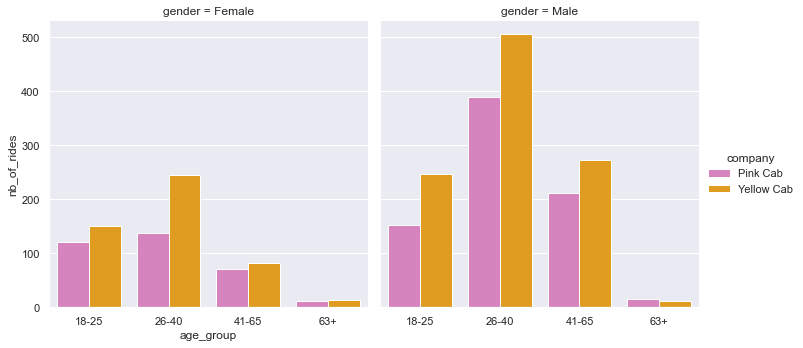 gender = Female
gender = Male
nb_of_rides
500
400
300
200
100
0
18-25 26-40 41-65 63+
18-25 26-40 41-65 63+
age_group
company
Pink Cab
Yellow Cab